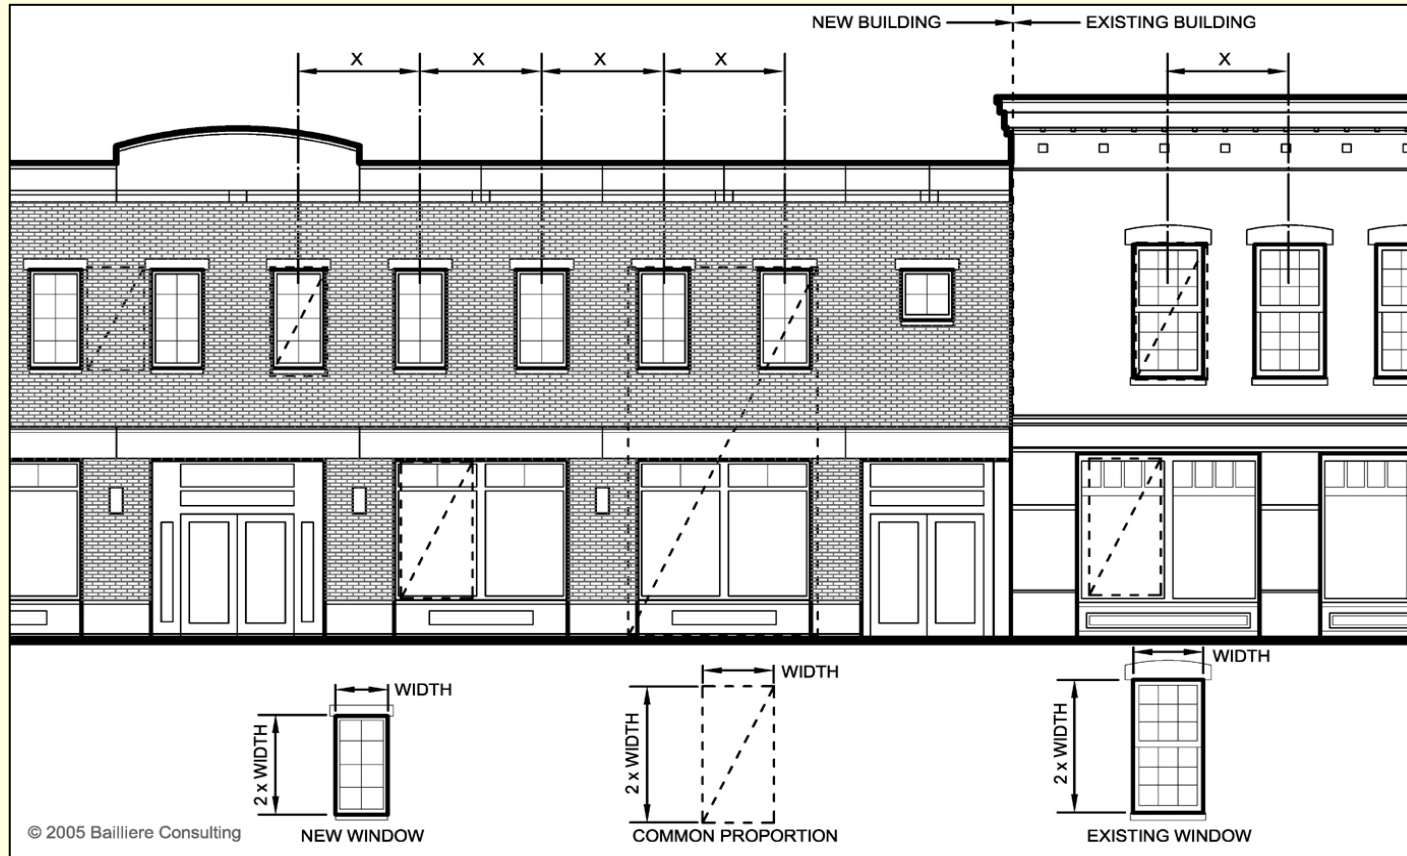 NEW BUILDING
EXISTING BUILDING
X
X
X
X
X
WIDTH
2 x WIDTH
NEW WINDOW
WIDTH
2 x WIDTH
COMMON PROPORTION
WIDTH
2 x WIDTH
EXISTING WINDOW
© 2005 Bailliere Consulting